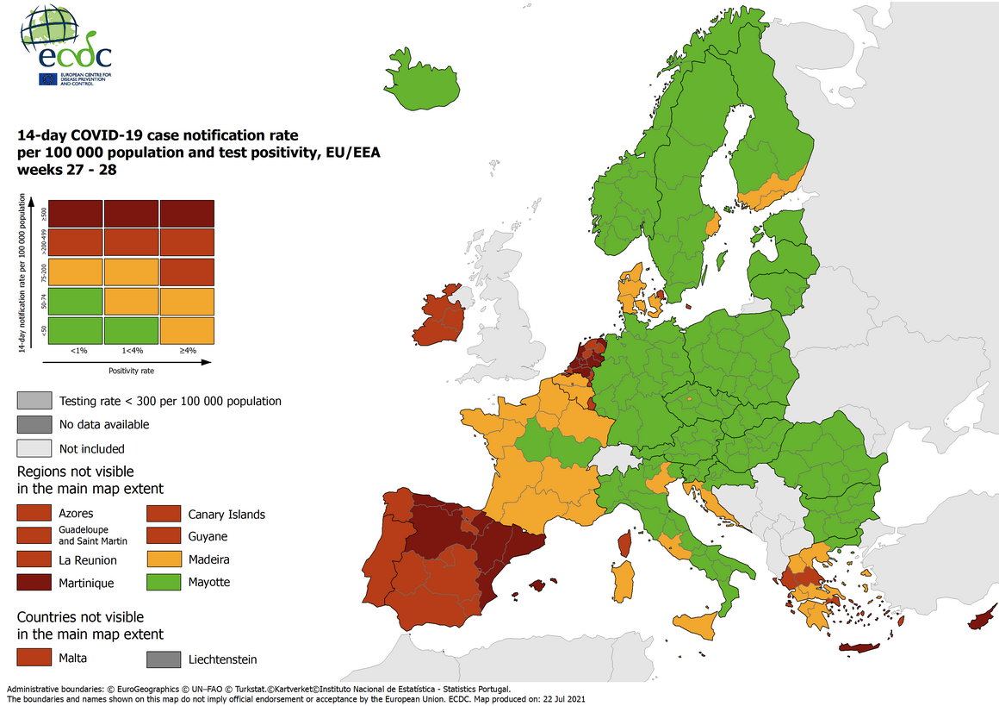 ecdc
EUROPEAN CENTRE FOR
DISEASE PREVENTION
AND CONTROL
14-day COVID-19 case notification rate
per 100 000 population and test positivity, EU/EEA
weeks 27 - 28
14-day notification rate per 100 000 population
≥500
>200-499
75-200
50-74
<50
<1%
1<4%
≥4%
Positivity rate
Testing rate < 300 per 100 000 population
No data available
Not included
Regions not visible
in the main map extent
Azores
Canary Islands
Guadeloupe
and Saint Martin
Guyane
La Reunion
Madeira
Martinique
Mayotte
Countries not visible
in the main map extent
Malta
Liechtenstein
Administrative boundaries: © EuroGeographics © UN–FAO © Turkstat.©Kartverket©Instituto Nacional de Estatística - Statistics Portugal.
The boundaries and names shown on this map do not imply official endorsement or acceptance by the European Union. ECDC. Map produced on: 22 Jul 2021